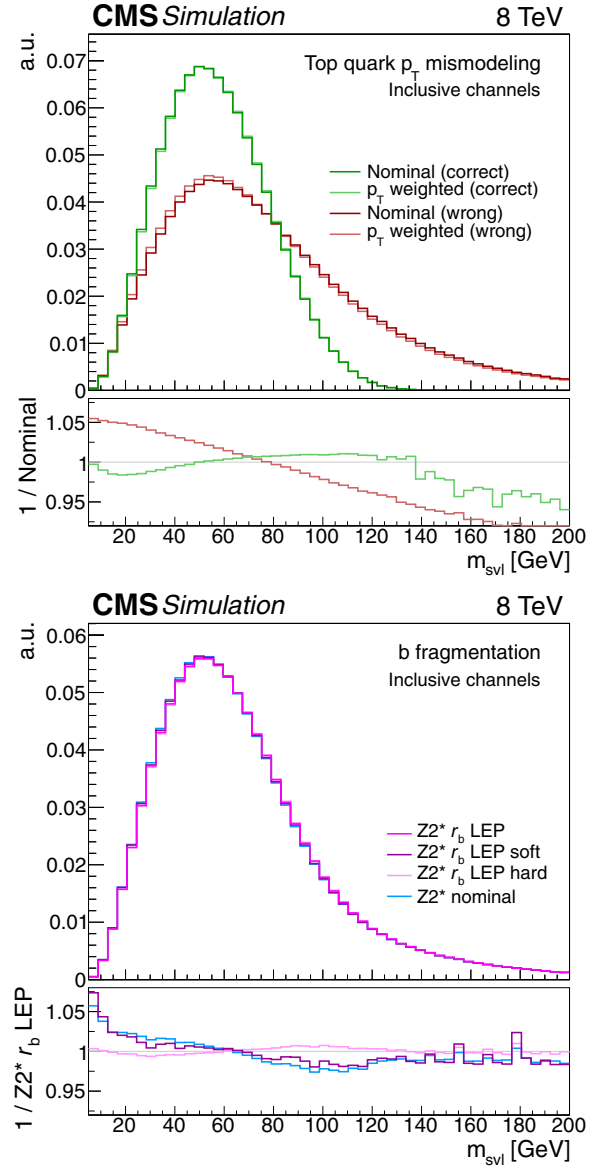 CMS Simulation 8 TeV
a.u.
Top quark p_T mismodeling
Inclusive channels
0.07
0.06
0.05
0.04
0.03
0.02
0.01
0
Nominal (correct)
p_T weighted (correct)
Nominal (wrong)
p_T weighted (wrong)
1 / Nominal
1.05
1
0.95
20 40 60 80 100 120 140 160 180 200
m_svl [GeV]
CMS Simulation 8 TeV
a.u.
b fragmentation
Inclusive channels
0.06
0.05
0.04
0.03
0.02
0.01
0
Z2* r_b LEP
Z2* r_b LEP soft
Z2* r_b LEP hard
Z2* nominal
1 / Z2* r_b LEP
1.05
1
0.95
20 40 60 80 100 120 140 160 180 200
m_svl [GeV]